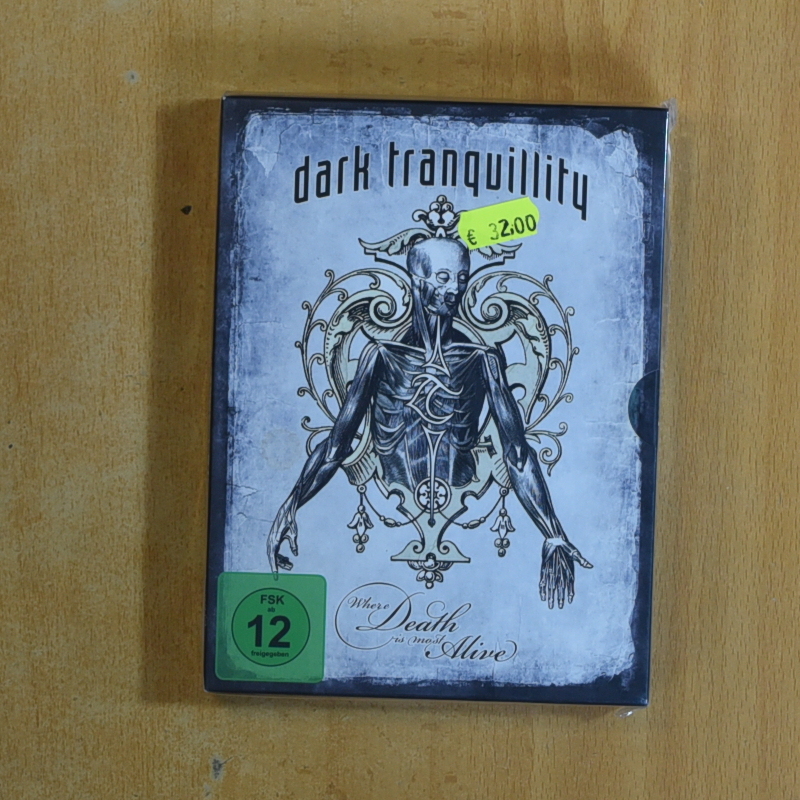 dark tranquillity
€ 32.00
Where
Death
is most
Alive
FSK
ab
12
freigegeben